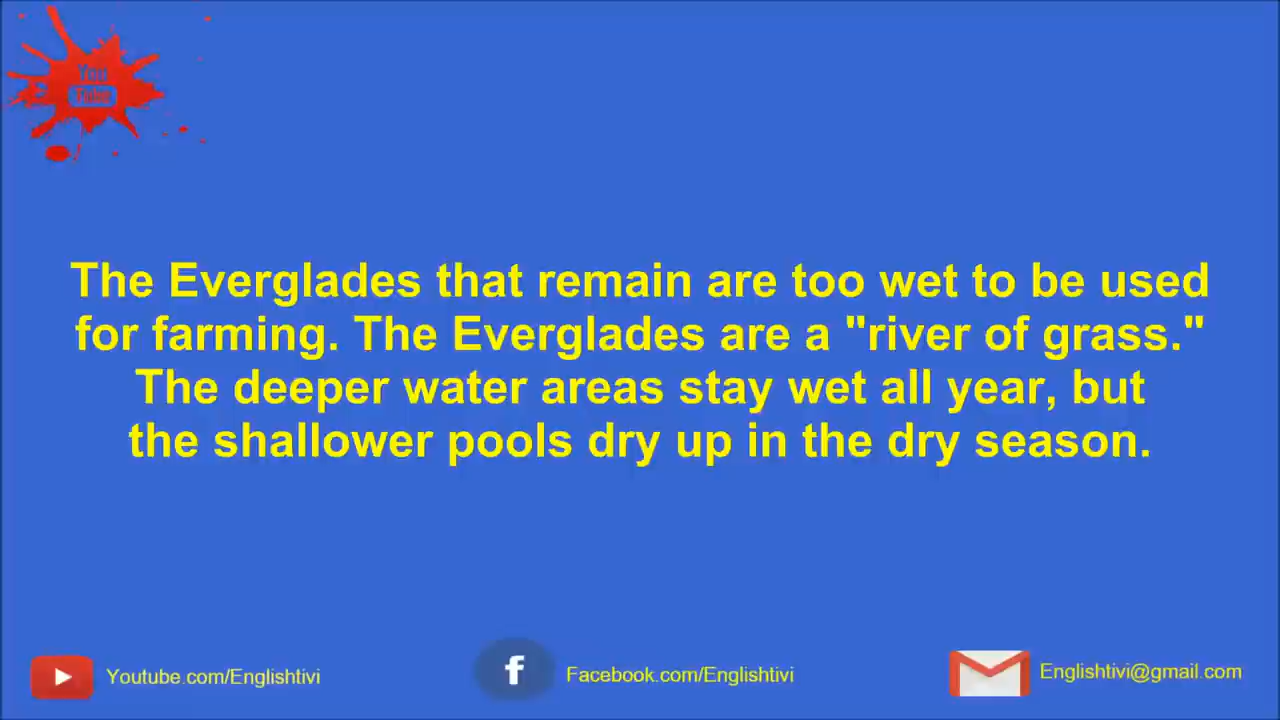 You
Tube
The Everglades that remain are too wet to be used
for farming. The Everglades are a "river of grass."
The deeper water areas stay wet all year, but
the shallower pools dry up in the dry season.
Youtube.com/Englishtivi
f
Facebook.com/Englishtivi
Englishtivi@gmail.com